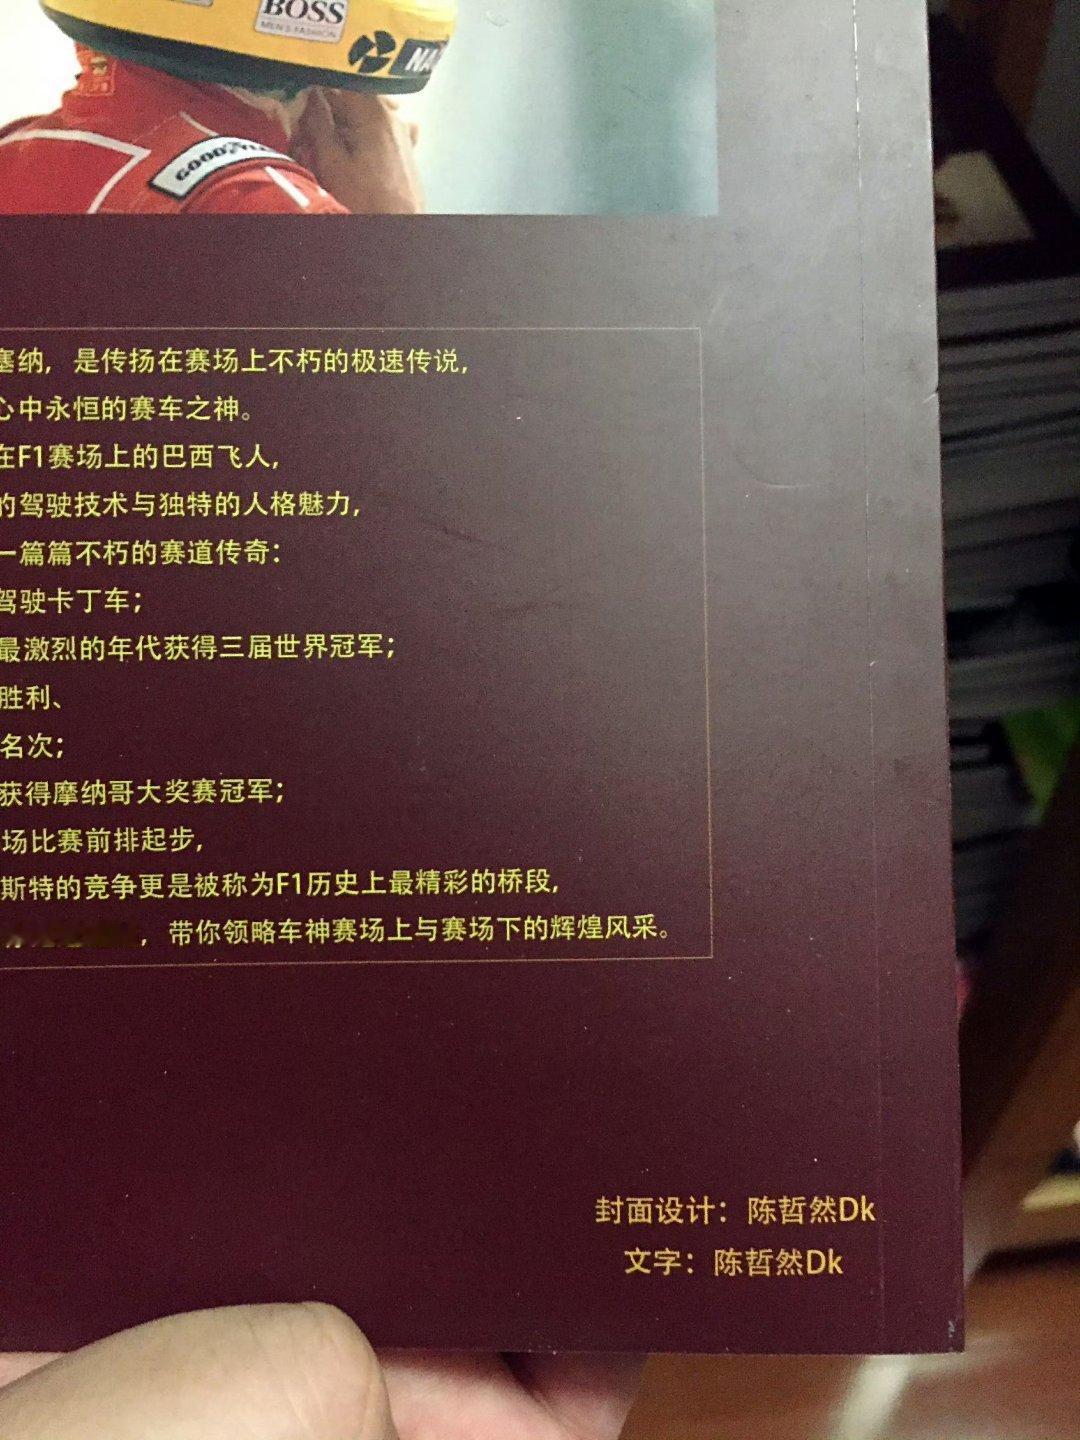 BOSS
MEN'S FASHION
NA
GOODYEAR
塞纳，是传扬在赛场上不朽的极速传说，
心中永恒的赛车之神。
在F1赛场上的巴西飞人，
的驾驶技术与独特的人格魅力，
一篇篇不朽的赛道传奇：
驾驶卡丁车；
最激烈的年代获得三届世界冠军；
胜利、
名次；
获得摩纳哥大奖赛冠军；
场比赛前排起步，
斯特的竞争更是被称为F1历史上最精彩的桥段，
，带你领略车神赛场上与赛场下的辉煌风采。
封面设计：陈哲然Dk
文字：陈哲然Dk